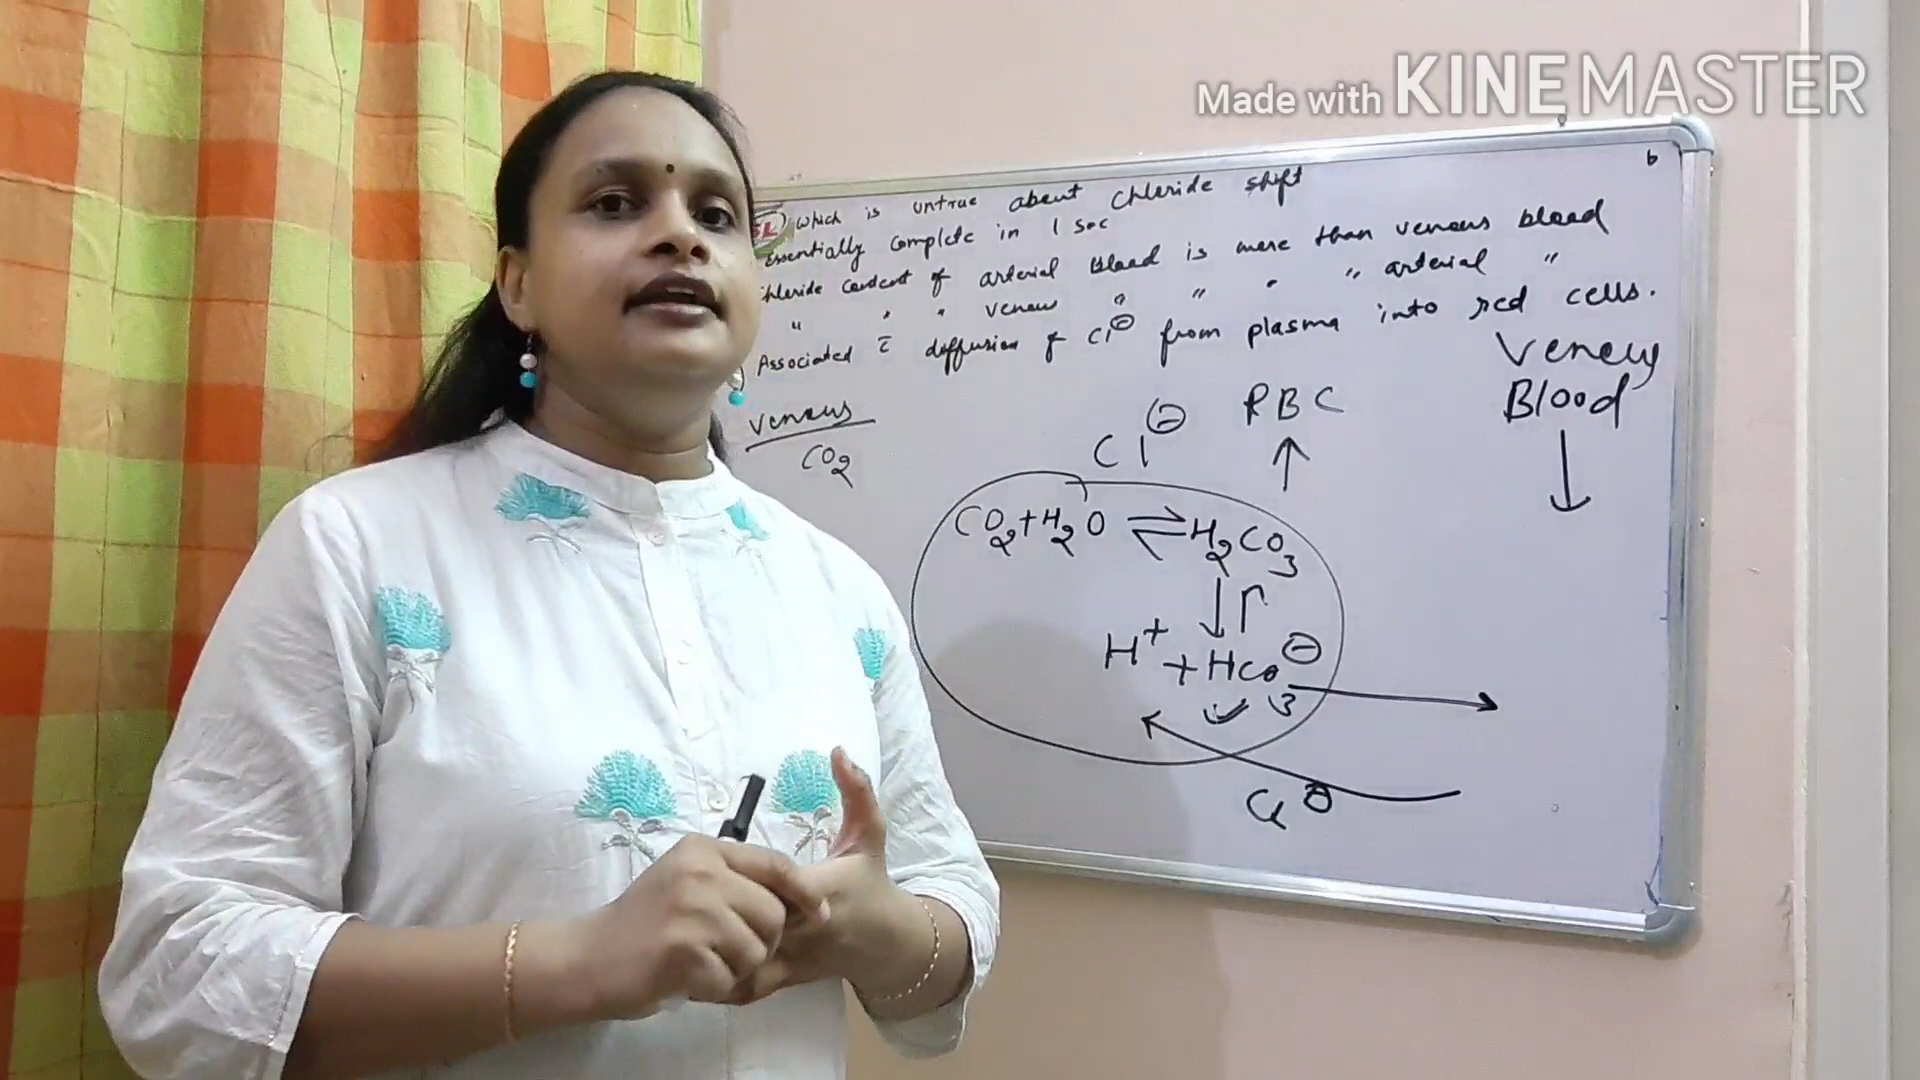 Made with KINEMASTER
6
which is untrue about chloride shift
Essentially complete in 1 sec
chloride content of arterial blood is more than venous blood
" " " venous " " " " arterial "
Associated c̄ diffusion of Cl⊖ from plasma into red cells.
Venous
Blood
↓
venous
CO2
Cl⊖
RBC
↑
CO2+H2O ⇌ H2CO3
↓↑
H+ + HCO3⊖
Cl⊖